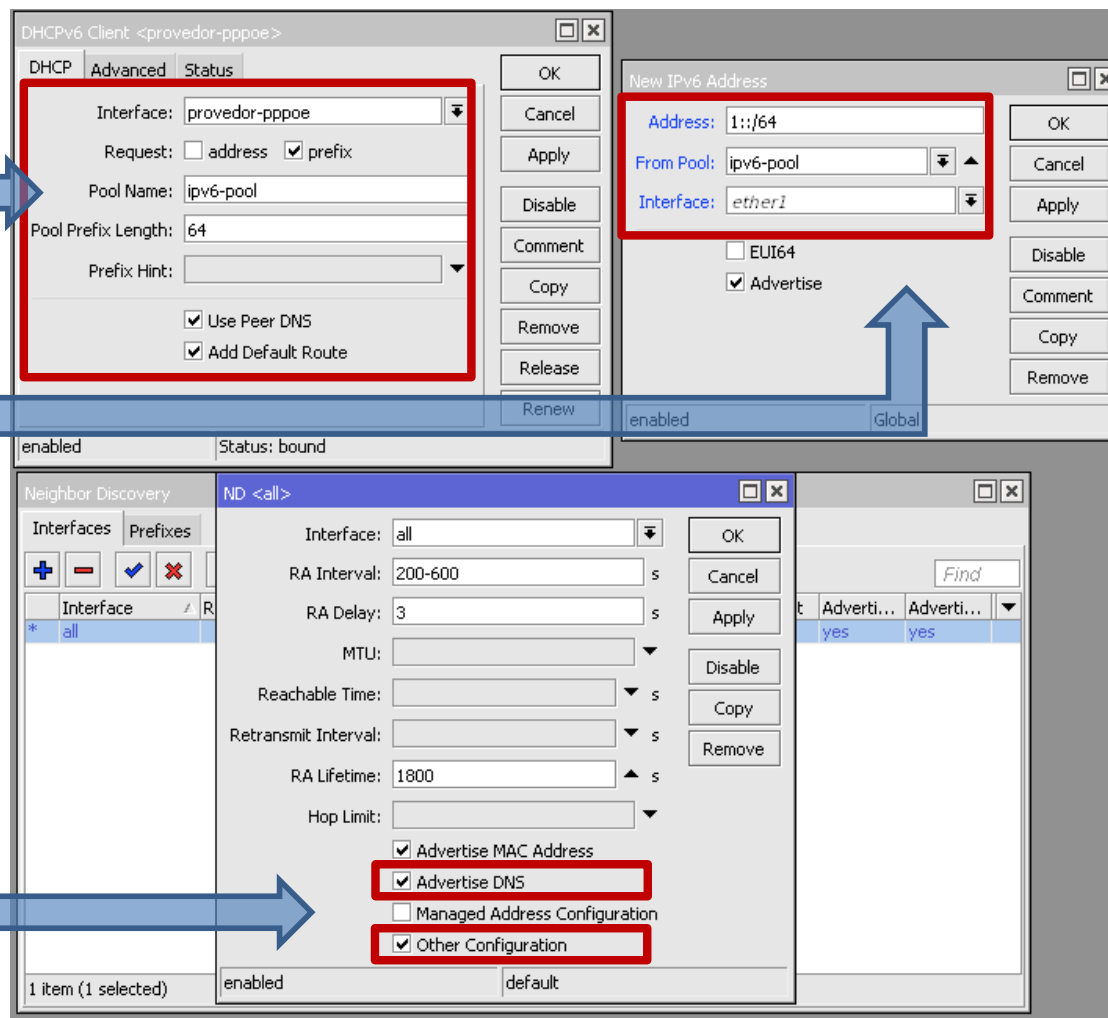 DHCPv6 Client <provedor-pppoe>
DHCP Advanced Status
Interface: provedor-pppoe
Request: address prefix
Pool Name: ipv6-pool
Pool Prefix Length: 64
Prefix Hint:
Use Peer DNS
Add Default Route
OK
Cancel
Apply
Disable
Comment
Copy
Remove
Release
Renew
enabled Status: bound
New IPv6 Address
Address: 1::/64
From Pool: ipv6-pool
Interface: ether1
EUI64
Advertise
OK
Cancel
Apply
Disable
Comment
Copy
Remove
enabled Global
Neighbor Discovery
Interfaces Prefixes
Find
Interface R t Adverti... Adverti...
* all yes yes
1 item (1 selected)
ND <all>
Interface: all
RA Interval: 200-600 s
RA Delay: 3 s
MTU:
Reachable Time: s
Retransmit Interval: s
RA Lifetime: 1800 s
Hop Limit:
Advertise MAC Address
Advertise DNS
Managed Address Configuration
Other Configuration
OK
Cancel
Apply
Disable
Copy
Remove
enabled default